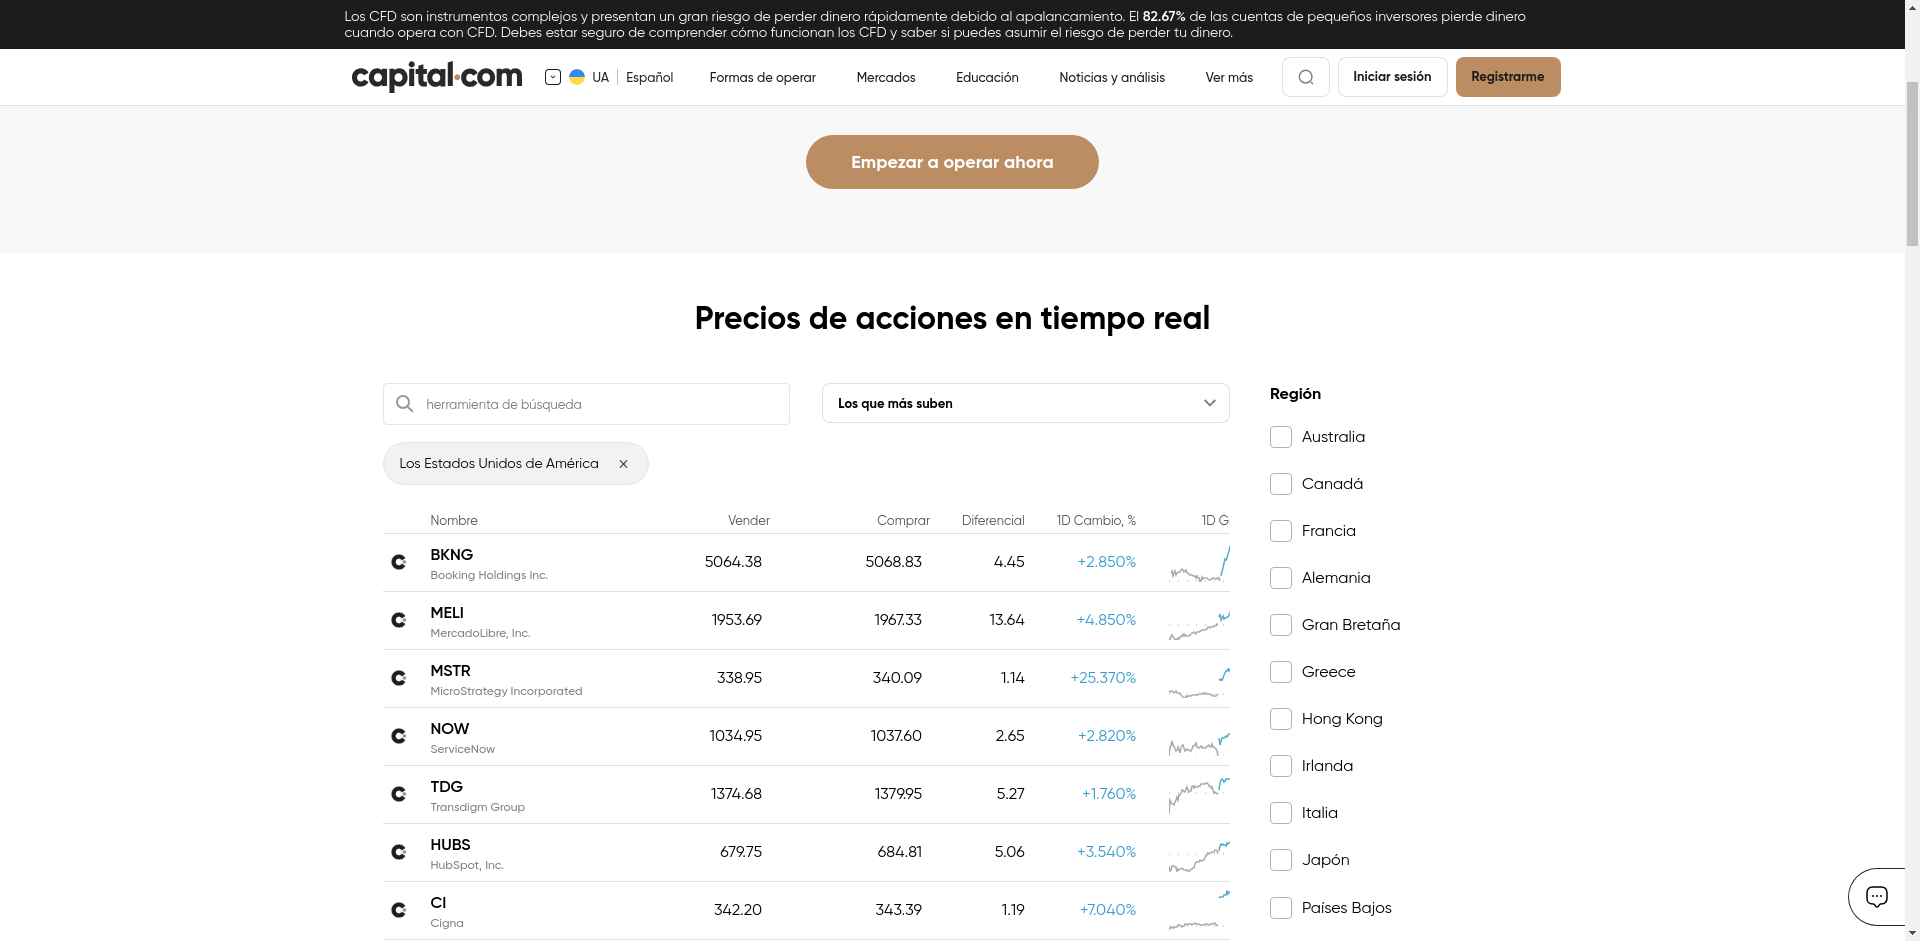 Los CFD son instrumentos complejos y presentan un gran riesgo de perder dinero rápidamente debido al apalancamiento. El 82.67% de las cuentas de pequeños inversores pierde dinero
cuando opera con CFD. Debes estar seguro de comprender cómo funcionan los CFD y saber si puedes asumir el riesgo de perder tu dinero.
capital.com UA Español Formas de operar Mercados Educación Noticias y análisis Ver más Iniciar sesión Registrarme
Empezar a operar ahora
Precios de acciones en tiempo real
herramienta de búsqueda Los que más suben
Los Estados Unidos de América ×
Nombre Vender Comprar Diferencial 1D Cambio, % 1D G
BKNG 5064.38 5068.83 4.45 +2.850%
Booking Holdings Inc.
MELI 1953.69 1967.33 13.64 +4.850%
MercadoLibre, Inc.
MSTR 338.95 340.09 1.14 +25.370%
MicroStrategy Incorporated
NOW 1034.95 1037.60 2.65 +2.820%
ServiceNow
TDG 1374.68 1379.95 5.27 +1.760%
Transdigm Group
HUBS 679.75 684.81 5.06 +3.540%
HubSpot, Inc.
CI 342.20 343.39 1.19 +7.040%
Cigna
Región
Australia
Canadá
Francia
Alemania
Gran Bretaña
Greece
Hong Kong
Irlanda
Italia
Japón
Países Bajos